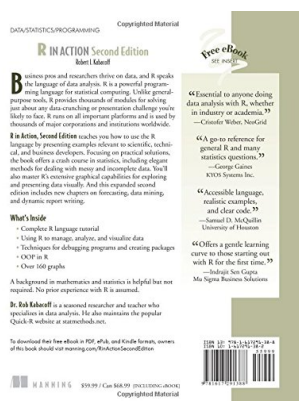 Copyrighted Material
DATA/STATISTICS/PROGRAMMING
R IN ACTION Second Edition
Robert I. Kabacoff
Business pros and researchers thrive on data, and R speaks
the language of data analysis. R is a powerful program-
ming language for statistical computing. Unlike general-
purpose tools, R provides thousands of modules for solving
just about any data-crunching or presentation challenge you're
likely to face. R runs on all important platforms and is used by
thousands of major corporations and institutions worldwide.
R in Action, Second Edition teaches you how to use the R
language by presenting examples relevant to scientific, techni-
cal, and business developers. Focusing on practical solutions,
the book offers a crash course in statistics, including elegant
methods for dealing with messy and incomplete data. You'll
also master R's extensive graphical capabilities for exploring
and presenting data visually. And this expanded second
edition includes new chapters on forecasting, data mining,
and dynamic report writing.
What's Inside
• Complete R language tutorial
• Using R to manage, analyze, and visualize data
• Techniques for debugging programs and creating packages
• OOP in R
• Over 160 graphs
A background in mathematics and statistics is helpful but not
required. No prior experience with R is assumed.
Dr. Rob Kabacoff is a seasoned researcher and teacher who
specializes in data analysis. He also maintains the popular
Quick-R website at statmethods.net.
To download their free eBook in PDF, ePub, and Kindle formats, owners
of this book should visit manning.com/RinActionSecondEdition
MANNING
$59.99 / Can $68.99 [INCLUDING eBOOK]
Free eBook
SEE INSERT
“Essential to anyone doing
data analysis with R, whether
in industry or academia.”
—Cristofer Weber, NeoGrid
“A go-to reference for
general R and many
statistics questions.”
—George Gaines
KYOS Systems Inc.
“Accessible language,
realistic examples,
and clear code.”
—Samuel D. McQuillin
University of Houston
“Offers a gentle learning
curve to those starting out
with R for the first time.”
—Indrajit Sen Gupta
Mu Sigma Business Solutions
Copyrighted Material